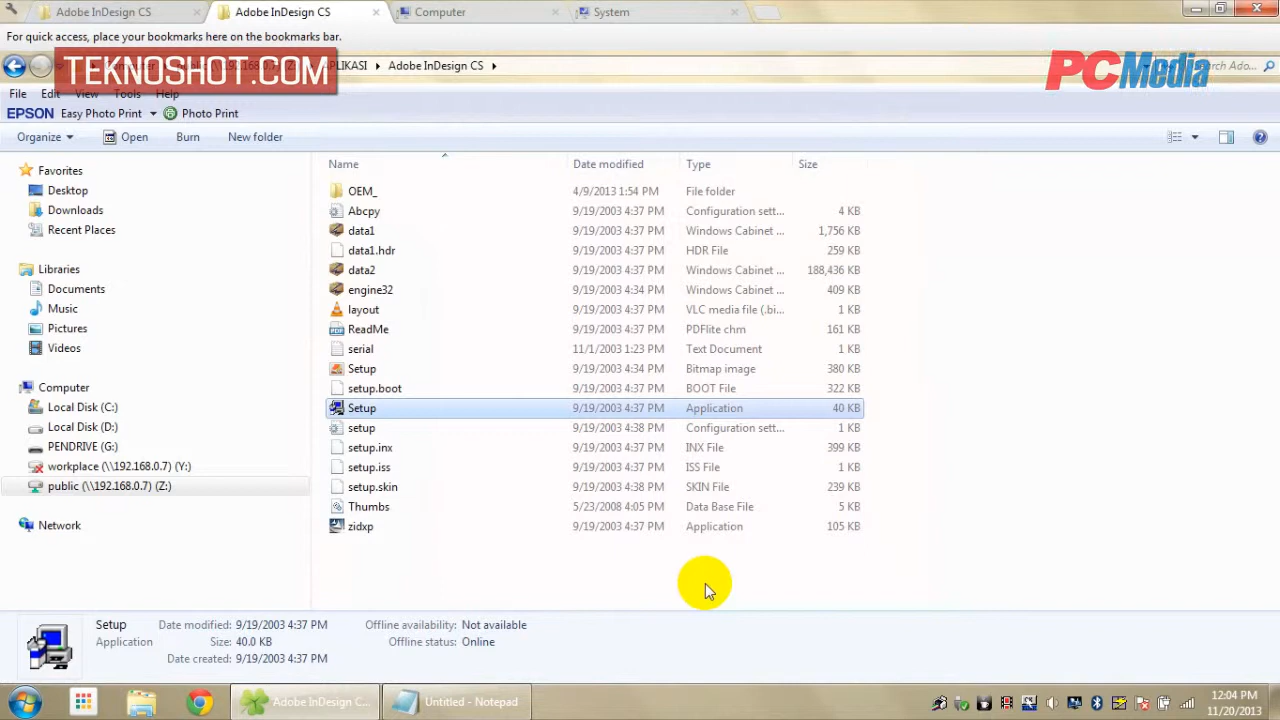 Adobe InDesign CS
Adobe InDesign CS
Computer
System
For quick access, place your bookmarks here on the bookmarks bar.
TEKNOSHOT.COM
APLIKASI
Adobe InDesign CS
PCMedia
Search Ado...
File
Edit
View
Tools
Help
EPSON
Easy Photo Print
Photo Print
Organize
Open
Burn
New folder
Name
Date modified
Type
Size
Favorites
Desktop
Downloads
Recent Places
Libraries
Documents
Music
Pictures
Videos
Computer
Local Disk (C:)
Local Disk (D:)
PENDRIVE (G:)
workplace (\\192.168.0.7) (Y:)
public (\\192.168.0.7) (Z:)
Network
OEM_ 4/9/2013 1:54 PM File folder
Abcpy 9/19/2003 4:37 PM Configuration sett... 4 KB
data1 9/19/2003 4:37 PM Windows Cabinet ... 1,756 KB
data1.hdr 9/19/2003 4:37 PM HDR File 259 KB
data2 9/19/2003 4:37 PM Windows Cabinet ... 188,436 KB
engine32 9/19/2003 4:34 PM Windows Cabinet ... 409 KB
layout 9/19/2003 4:37 PM VLC media file (.bi... 1 KB
ReadMe 9/19/2003 4:37 PM PDFlite chm 161 KB
serial 11/1/2003 1:23 PM Text Document 1 KB
Setup 9/19/2003 4:34 PM Bitmap image 380 KB
setup.boot 9/19/2003 4:37 PM BOOT File 322 KB
Setup 9/19/2003 4:37 PM Application 40 KB
setup 9/19/2003 4:38 PM Configuration sett... 1 KB
setup.inx 9/19/2003 4:37 PM INX File 399 KB
setup.iss 9/19/2003 4:37 PM ISS File 1 KB
setup.skin 9/19/2003 4:38 PM SKIN File 239 KB
Thumbs 5/23/2008 4:05 PM Data Base File 5 KB
zidxp 9/19/2003 4:37 PM Application 105 KB
Setup
Application
Date modified: 9/19/2003 4:37 PM
Size: 40.0 KB
Date created: 9/19/2003 4:37 PM
Offline availability: Not available
Offline status: Online
Adobe InDesign C...
Untitled - Notepad
12:04 PM
11/20/2013